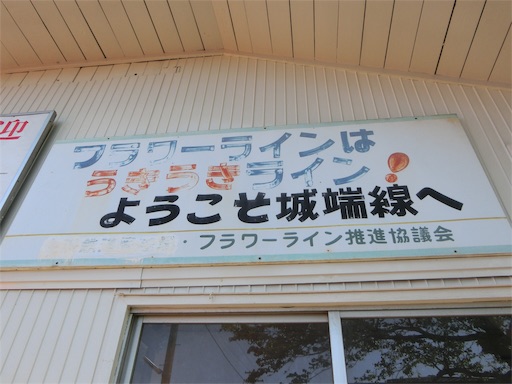 フラワーラインは
うきうきライン!
ようこそ城端線へ
・フラワーライン推進協議会
迎